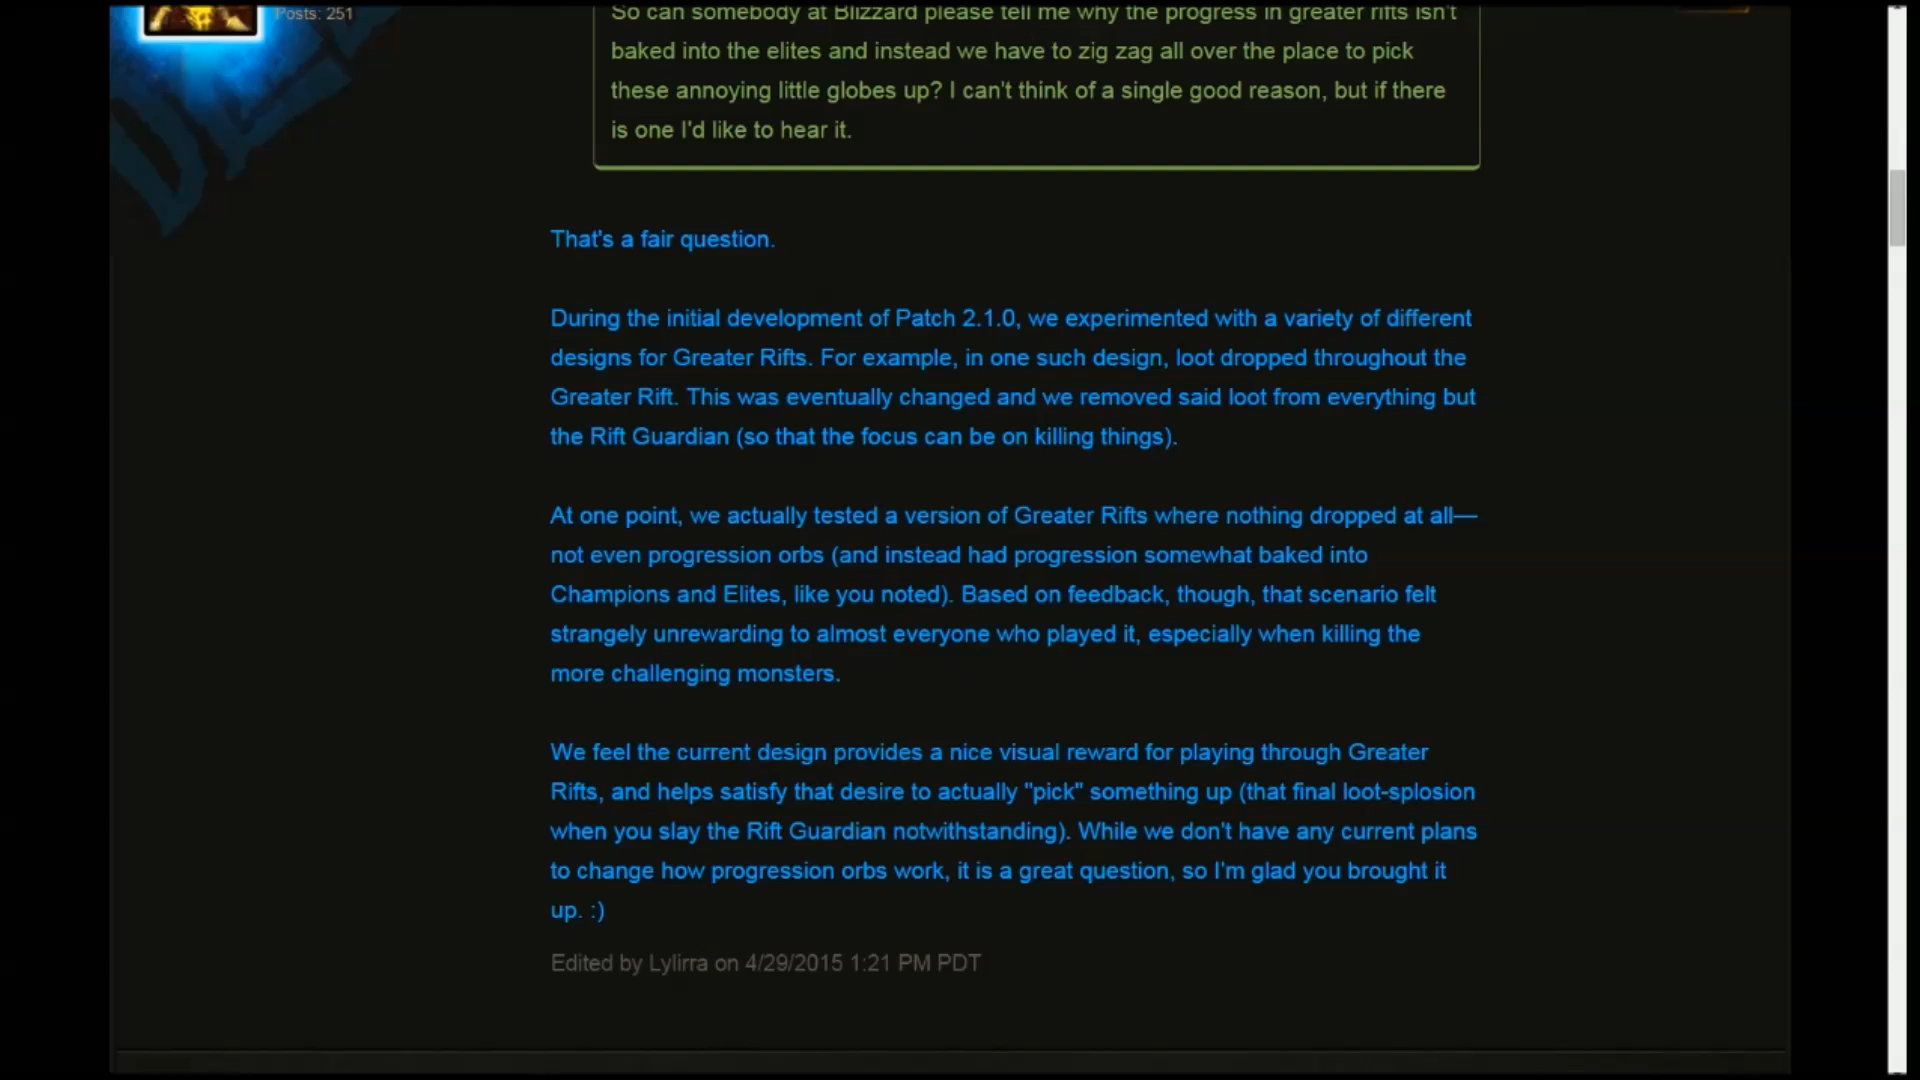 Posts: 251
So can somebody at Blizzard please tell me why the progress in greater rifts isn't
baked into the elites and instead we have to zig zag all over the place to pick
these annoying little globes up? I can't think of a single good reason, but if there
is one I'd like to hear it.
That's a fair question.
During the initial development of Patch 2.1.0, we experimented with a variety of different
designs for Greater Rifts. For example, in one such design, loot dropped throughout the
Greater Rift. This was eventually changed and we removed said loot from everything but
the Rift Guardian (so that the focus can be on killing things).
At one point, we actually tested a version of Greater Rifts where nothing dropped at all—
not even progression orbs (and instead had progression somewhat baked into
Champions and Elites, like you noted). Based on feedback, though, that scenario felt
strangely unrewarding to almost everyone who played it, especially when killing the
more challenging monsters.
We feel the current design provides a nice visual reward for playing through Greater
Rifts, and helps satisfy that desire to actually "pick" something up (that final loot-splosion
when you slay the Rift Guardian notwithstanding). While we don't have any current plans
to change how progression orbs work, it is a great question, so I'm glad you brought it
up. :)
Edited by Lylirra on 4/29/2015 1:21 PM PDT